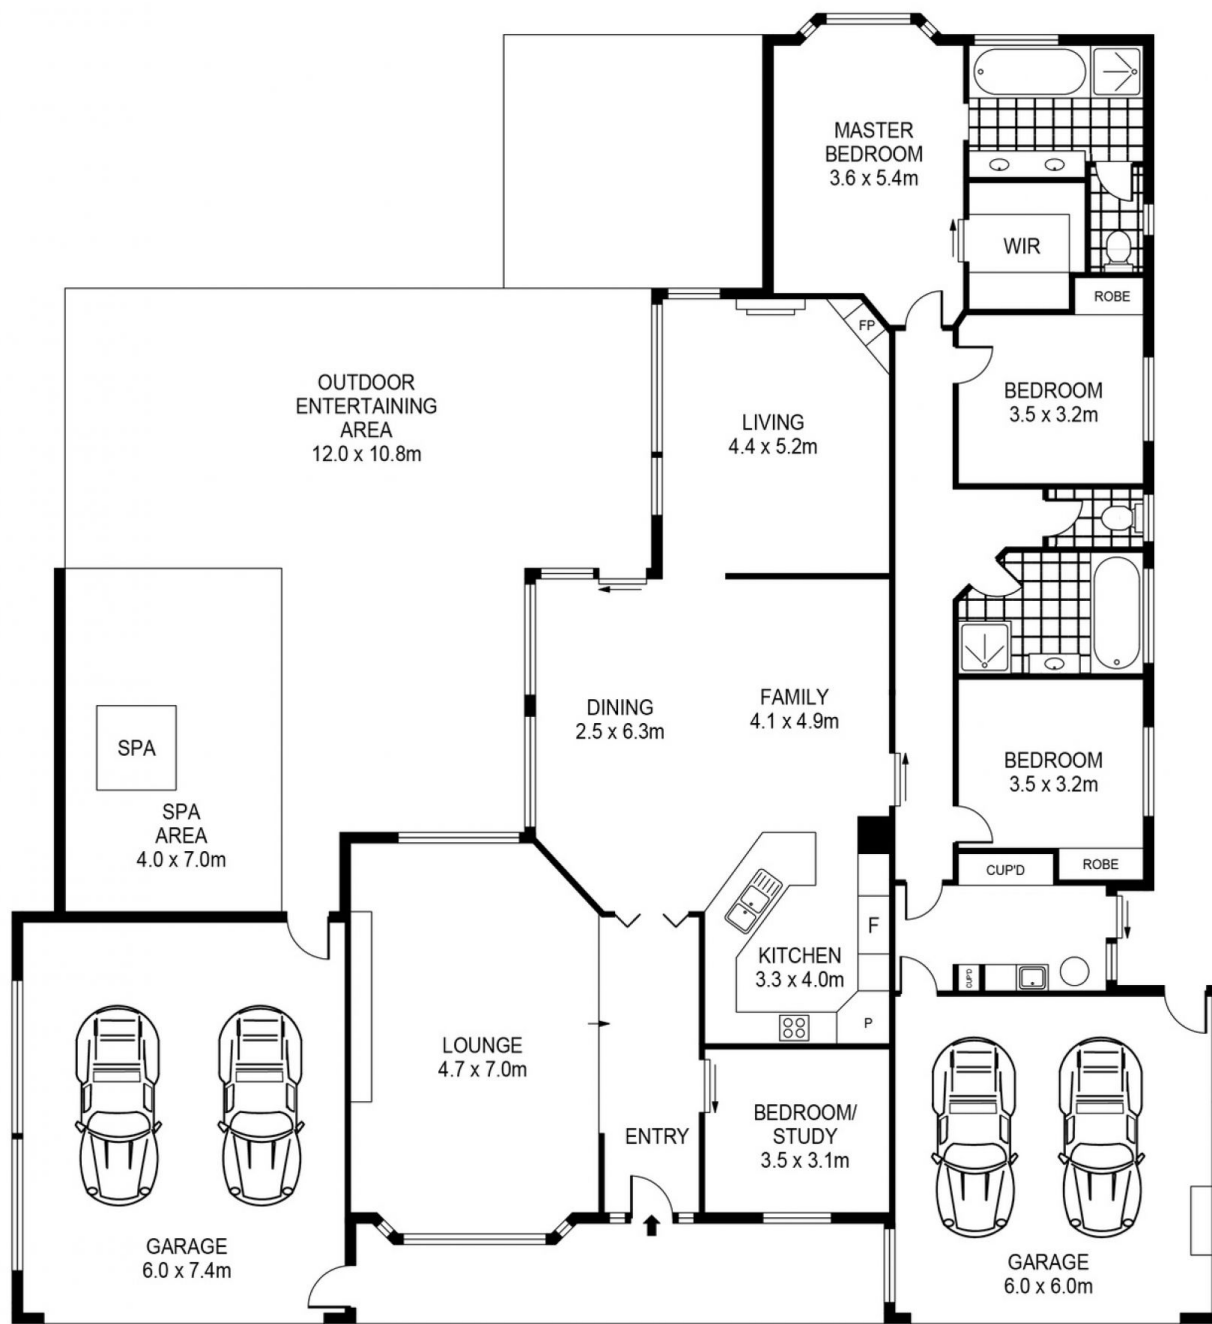 MASTER
BEDROOM
3.6 x 5.4m
WIR
ROBE
FP
OUTDOOR
ENTERTAINING
AREA
12.0 x 10.8m
LIVING
4.4 x 5.2m
BEDROOM
3.5 x 3.2m
DINING
2.5 x 6.3m
FAMILY
4.1 x 4.9m
SPA
SPA
AREA
4.0 x 7.0m
BEDROOM
3.5 x 3.2m
CUP'D
ROBE
F
KITCHEN
3.3 x 4.0m
CUP'D
P
LOUNGE
4.7 x 7.0m
ENTRY
BEDROOM/
STUDY
3.5 x 3.1m
GARAGE
6.0 x 7.4m
GARAGE
6.0 x 6.0m